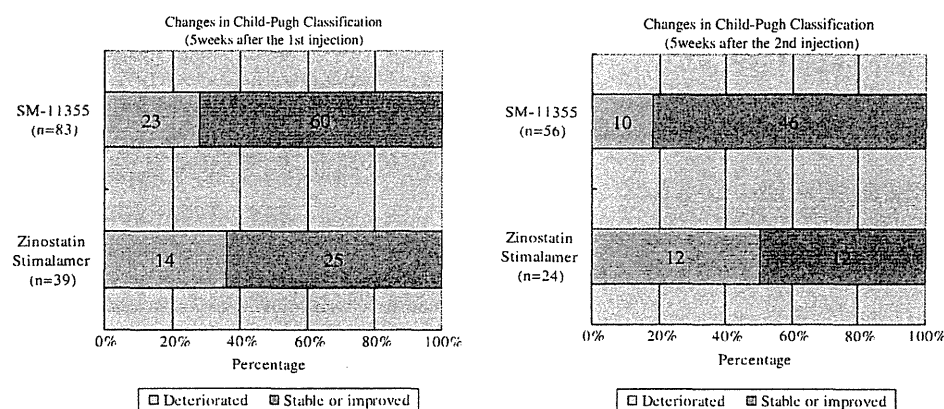 Changes in Child-Pugh Classification
(5weeks after the 1st injection)
SM-11355
(n=83)
23
60
Zinostatin
Stimalamer
(n=39)
14
25
0%
20%
40%
60%
80%
100%
Percentage
Deteriorated
Stable or improved
Changes in Child-Pugh Classification
(5weeks after the 2nd injection)
SM-11355
(n=56)
10
46
Zinostatin
Stimalamer
(n=24)
12
12
0%
20%
40%
60%
80%
100%
Percentage
Deteriorated
Stable or improved